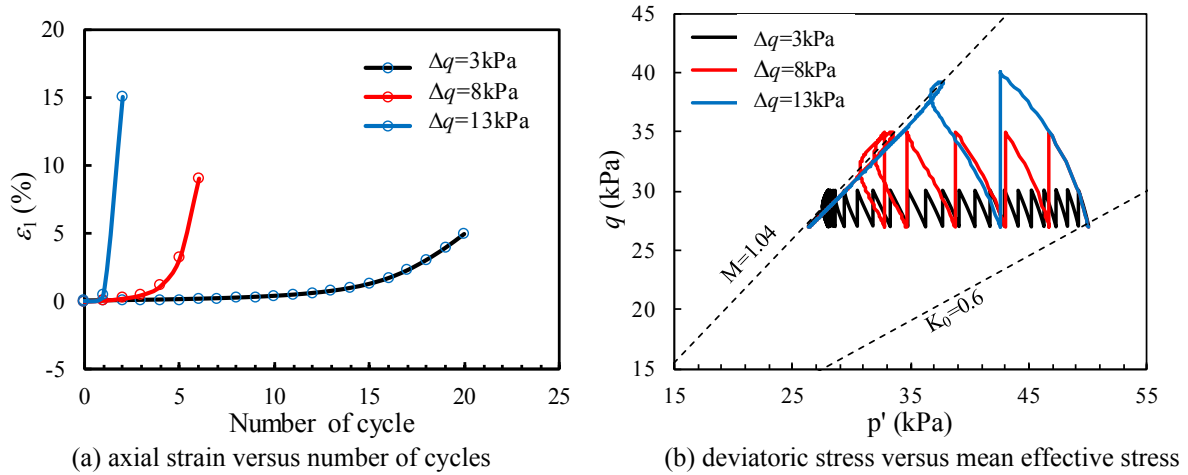 20
15
10
5
0
-5
ε1 (%)
0 5 10 15 20 25
Number of cycle
Δq=3kPa
Δq=8kPa
Δq=13kPa
(a) axial strain versus number of cycles
45
40
35
30
25
20
15
q (kPa)
15 25 35 45 55
p' (kPa)
Δq=3kPa
Δq=8kPa
Δq=13kPa
M=1.04
K0=0.6
(b) deviatoric stress versus mean effective stress